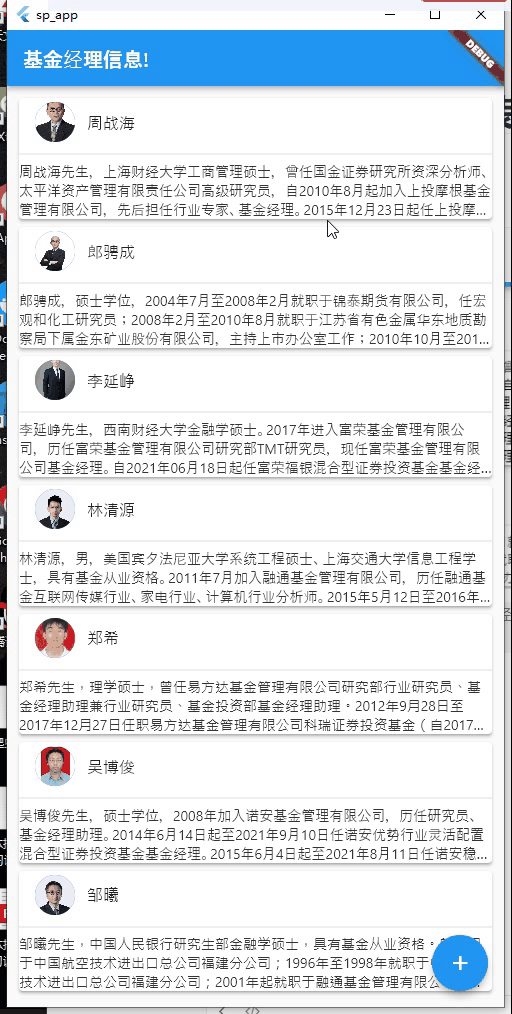 sp_app
基金经理信息!
DEBUG
周战海
周战海先生，上海财经大学工商管理硕士，曾任国金证券研究所资深分析师、
太平洋资产管理有限责任公司高级研究员，自2010年8月起加入上投摩根基金
管理有限公司，先后担任行业专家、基金经理。2015年12月23日起任上投摩...
郎骋成
郎骋成，硕士学位，2004年7月至2008年2月就职于锦泰期货有限公司，任宏
观和化工研究员；2008年2月至2010年8月就职于江苏省有色金属华东地质勘
察局下属金东矿业股份有限公司，主持上市办公室工作；2010年10月至201...
李延峥
李延峥先生，西南财经大学金融学硕士。2017年进入富荣基金管理有限公
司，历任富荣基金管理有限公司研究部TMT研究员，现任富荣基金管理有限
公司基金经理。自2021年06月18日起任富荣福银混合型证券投资基金基金经...
林清源
林清源，男，美国宾夕法尼亚大学系统工程硕士、上海交通大学信息工程学
士，具有基金从业资格。2011年7月加入融通基金管理有限公司，历任融通基
金互联网传媒行业、家电行业、计算机行业分析师。2015年5月12日至2016年...
郑希
郑希先生，理学硕士，曾任易方达基金管理有限公司研究部行业研究员、基
金经理助理兼行业研究员、基金投资部基金经理助理。2012年9月28日至
2017年12月27日任职易方达基金管理有限公司科瑞证券投资基金（自2017...
吴博俊
吴博俊先生，硕士学位，2008年加入诺安基金管理有限公司，历任研究员、
基金经理助理。2014年6月14日起至2021年9月10日任诺安优势行业灵活配置
混合型证券投资基金基金经理。2015年6月4日起至2021年8月11日任诺安稳...
邹曦
邹曦先生，中国人民银行研究生部金融学硕士，具有基金从业资格。
于中国航空技术进出口总公司福建分公司；1996年至1998年就职于
技术进出口总公司福建分公司；2001年起就职于融通基金管理有限公